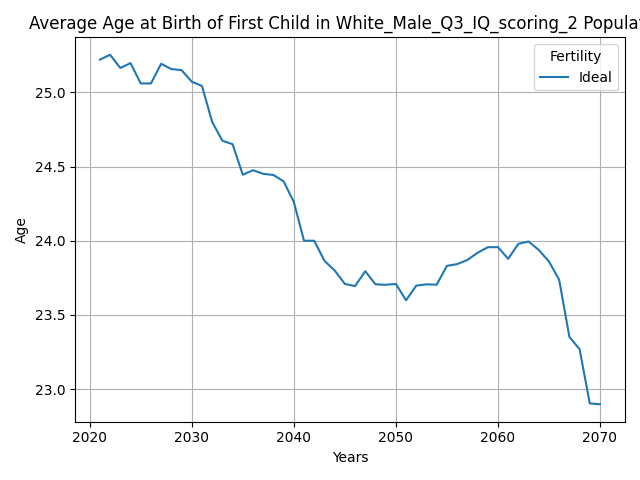 Average Age at Birth of First Child in White_Male_Q3_IQ_scoring_2 Populat
Fertility
Ideal
Age
25.0
24.5
24.0
23.5
23.0
2020 2030 2040 2050 2060 2070
Years